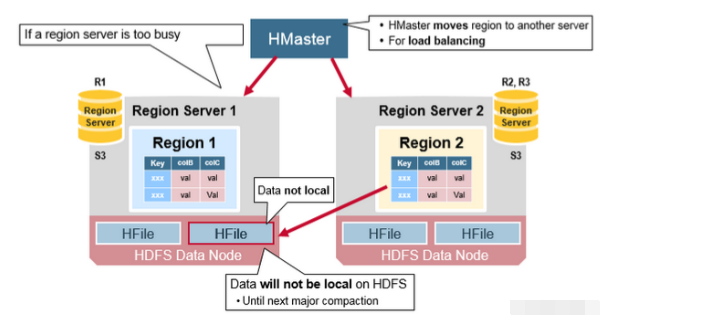 If a region server is too busy
HMaster
• HMaster moves region to another server
• For load balancing
R1
Region
Server
S3
Region Server 1
Region 1
Key colB colC
xxx val val
xxx val Val
Data not local
HFile
HFile
HDFS Data Node
R2, R3
Region
Server
S3
Region Server 2
Region 2
Key colB colC
xxx val val
xxx val Val
HFile
HFile
HDFS Data Node
Data will not be local on HDFS
• Until next major compaction